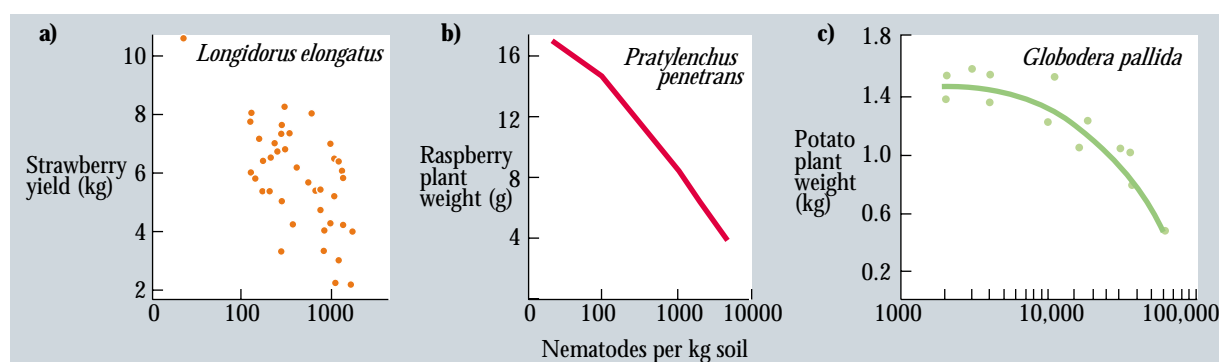 a)
Longidorus elongatus
Strawberry
yield (kg)
10
8
6
4
2
0
100
1000
b)
Pratylenchus
penetrans
Raspberry
plant
weight (g)
16
12
8
4
0
0
100
1000
10000
c)
Globodera pallida
Potato
plant
weight
(kg)
1.8
1.4
1.0
0.6
0.2
1000
10,000
100,000
Nematodes per kg soil